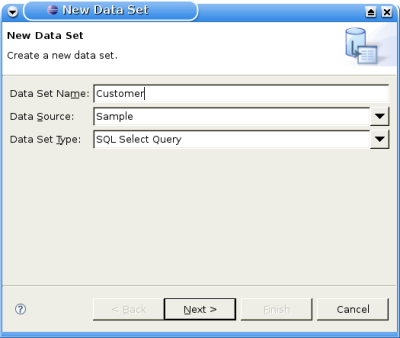 New Data Set
New Data Set
Create a new data set.
Data Set Name: Customer
Data Source: Sample
Data Set Type: SQL Select Query
? < Back Next > Finish Cancel